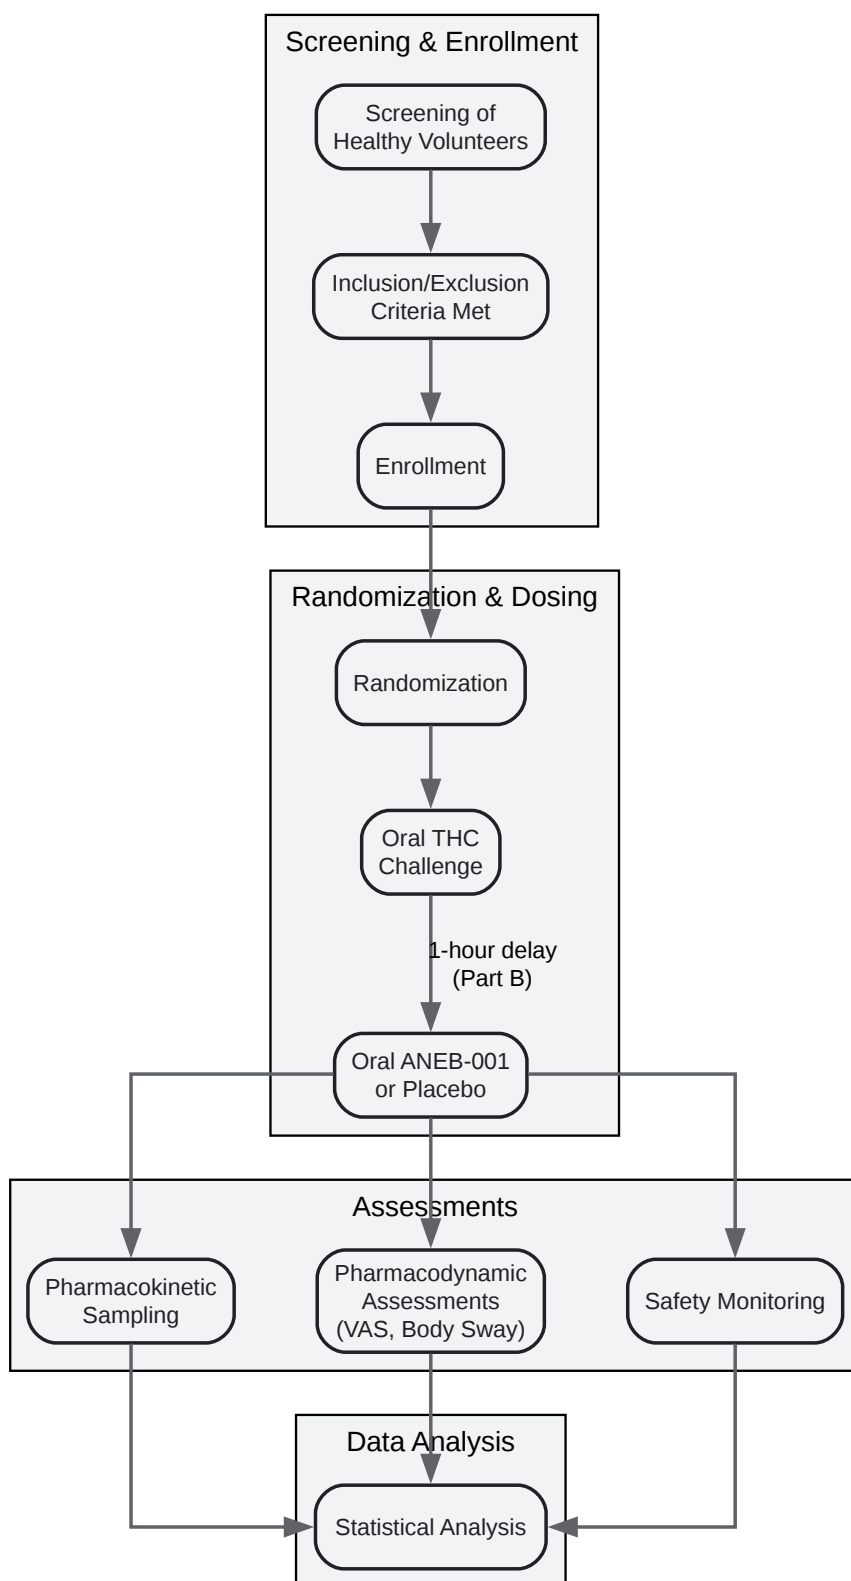 Screening & Enrollment
Screening of
Healthy Volunteers
Inclusion/Exclusion
Criteria Met
Enrollment
Randomization & Dosing
Randomization
Oral THC
Challenge
1-hour delay
(Part B)
Oral ANEB-001
or Placebo
Assessments
Pharmacokinetic
Sampling
Pharmacodynamic
Assessments
(VAS, Body Sway)
Safety Monitoring
Data Analysis
Statistical Analysis